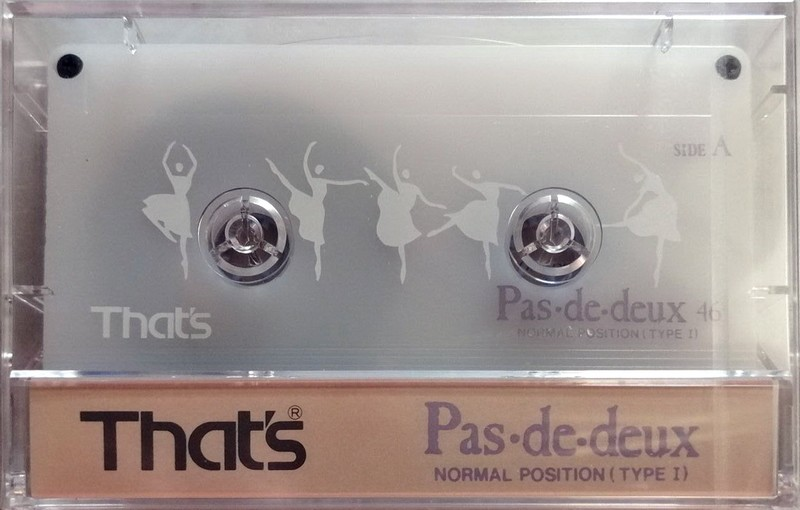 SIDE A
That's
Pas·de·deux 46
NORMAL POSITION (TYPE I)
That's®
Pas·de·deux
NORMAL POSITION (TYPE I)